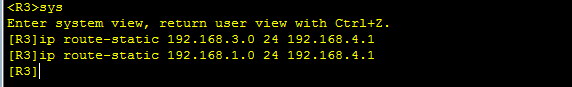 <R3>sys
Enter system view, return user view with Ctrl+Z.
[R3]ip route-static 192.168.3.0 24 192.168.4.1
[R3]ip route-static 192.168.1.0 24 192.168.4.1
[R3]